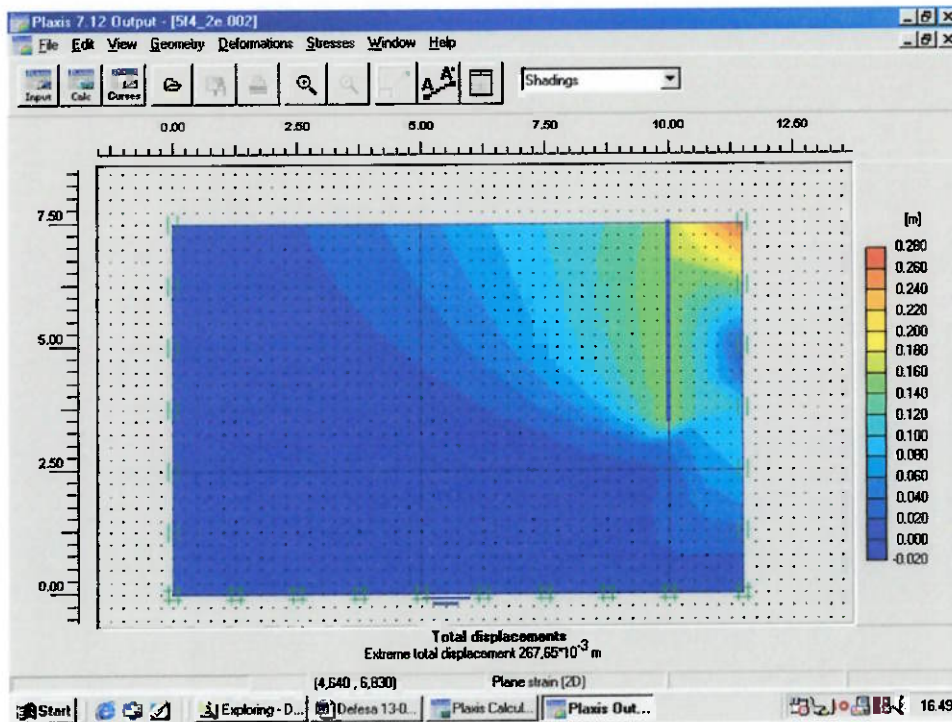 Plaxis 7.12 Output - [5f4_2e.002]
File Edit View Geometry Deformations Stresses Window Help
Input Calc Curves Shadings
0.00 2.50 5.00 7.50 10.00 12.50
7.50
5.00
2.50
0.00
[m]
0.280
0.260
0.240
0.220
0.200
0.180
0.160
0.140
0.120
0.100
0.080
0.060
0.040
0.020
0.000
-0.020
Total displacements
Extreme total displacement 267,65*10-3 m
(4,640 , 6,830) Plane strain [2D]
Start Exploring - D... Defesa 13-0... Plaxis Calcul... Plaxis Out...